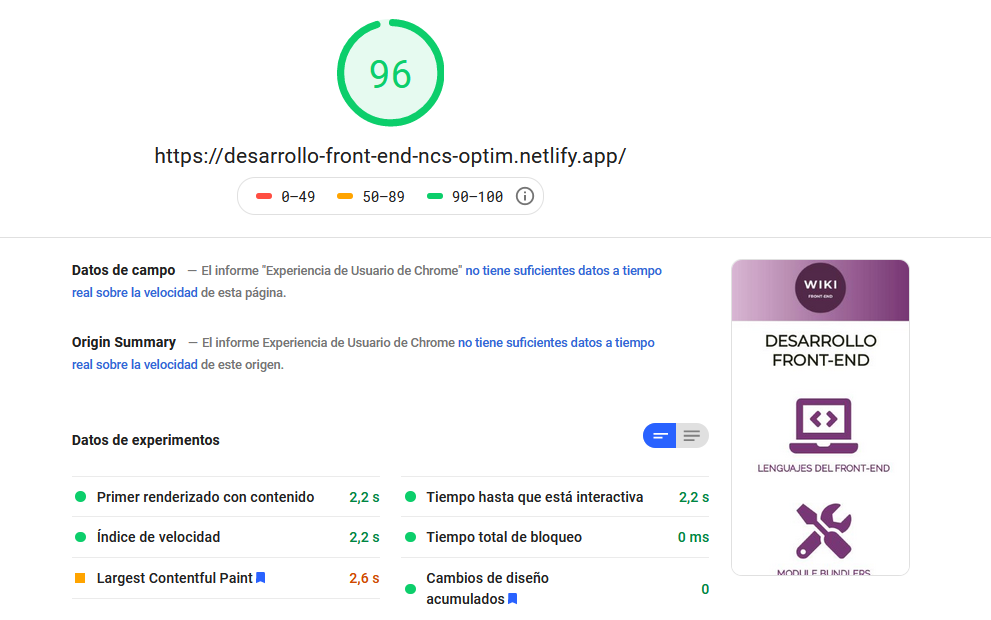 96
https://desarrollo-front-end-ncs-optim.netlify.app/
0–49 50–89 90–100
Datos de campo — El informe "Experiencia de Usuario de Chrome" no tiene suficientes datos a tiempo
real sobre la velocidad de esta página.
Origin Summary — El informe Experiencia de Usuario de Chrome no tiene suficientes datos a tiempo
real sobre la velocidad de este origen.
WIKI
FRONT-END
DESARROLLO
FRONT-END
LENGUAJES DEL FRONT-END
MODULE BUNDLERS
Datos de experimentos
Primer renderizado con contenido 2,2 s
Tiempo hasta que está interactiva 2,2 s
Índice de velocidad 2,2 s
Tiempo total de bloqueo 0 ms
Largest Contentful Paint 2,6 s
Cambios de diseño
acumulados 0